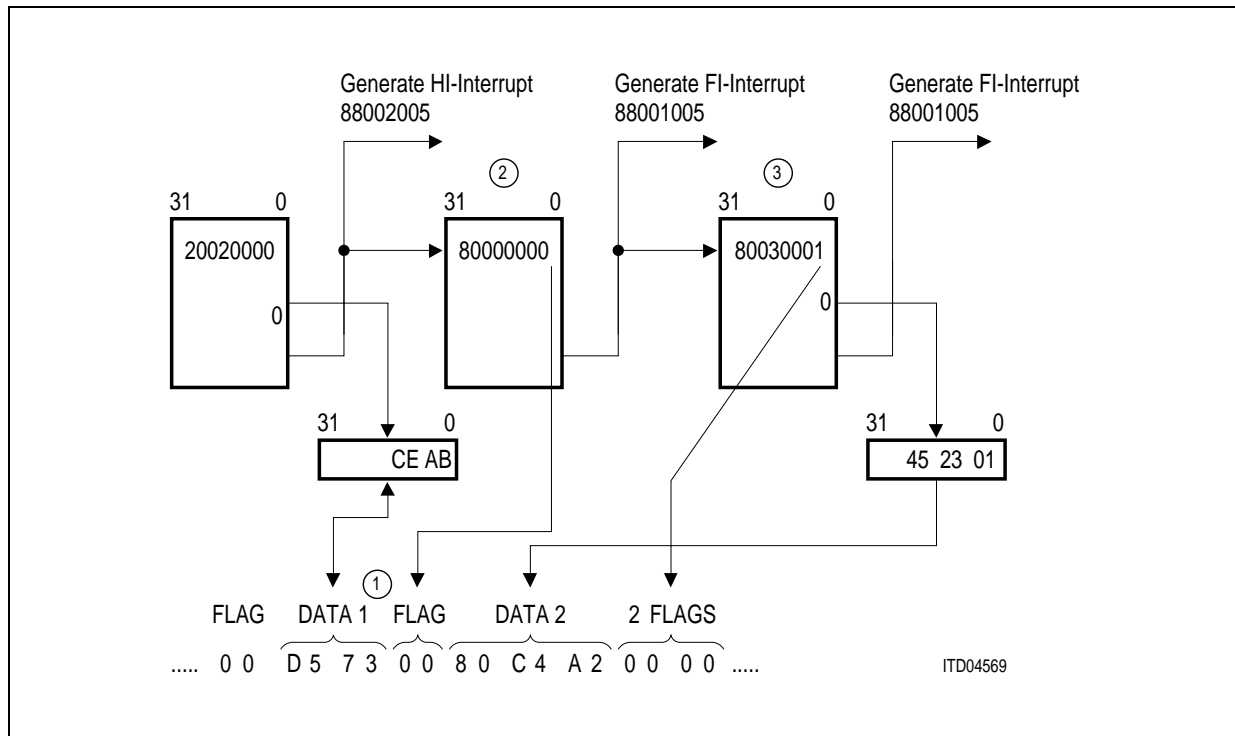 Generate HI-Interrupt Generate FI-Interrupt Generate FI-Interrupt
88002005 88001005 88001005
2 3
31 0 31 0 31 0
20020000 80000000 80030001
0 0
31 0 31 0
CE AB 45 23 01
1
FLAG DATA 1 FLAG DATA 2 2 FLAGS
..... 0 0 D 5 7 3 0 0 8 0 C 4 A 2 0 0 0 0 ..... ITD04569